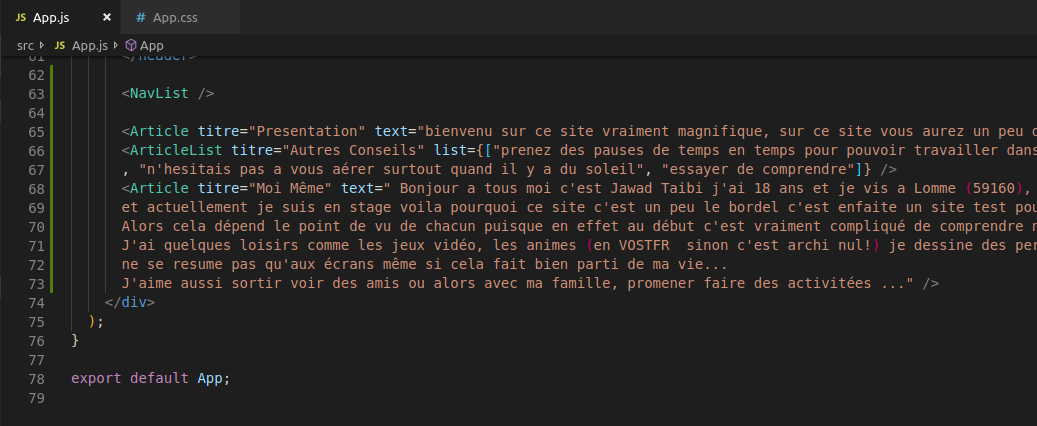 JS App.js × # App.css
src JS App.js App
61 </header>
62
63 <NavList />
64
65 <Article titre="Presentation" text="bienvenu sur ce site vraiment magnifique, sur ce site vous aurez un peu
66 <ArticleList titre="Autres Conseils" list={["prenez des pauses de temps en temps pour pouvoir travailler dans
67 , "n'hesitais pas a vous aérer surtout quand il y a du soleil", "essayer de comprendre"]} />
68 <Article titre="Moi Même" text=" Bonjour a tous moi c'est Jawad Taibi j'ai 18 ans et je vis a Lomme (59160),
69 et actuellement je suis en stage voila pourquoi ce site c'est un peu le bordel c'est enfaite un site test pou
70 Alors cela dépend le point de vu de chacun puisque en effet au début c'est vraiment compliqué de comprendre
71 J'ai quelques loisirs comme les jeux vidéo, les animes (en VOSTFR  sinon c'est archi nul!) je dessine des per
72 ne se resume pas qu'aux écrans même si cela fait bien parti de ma vie...
73 J'aime aussi sortir voir des amis ou alors avec ma famille, promener faire des activitées ..." />
74 </div>
75 );
76 }
77
78 export default App;
79